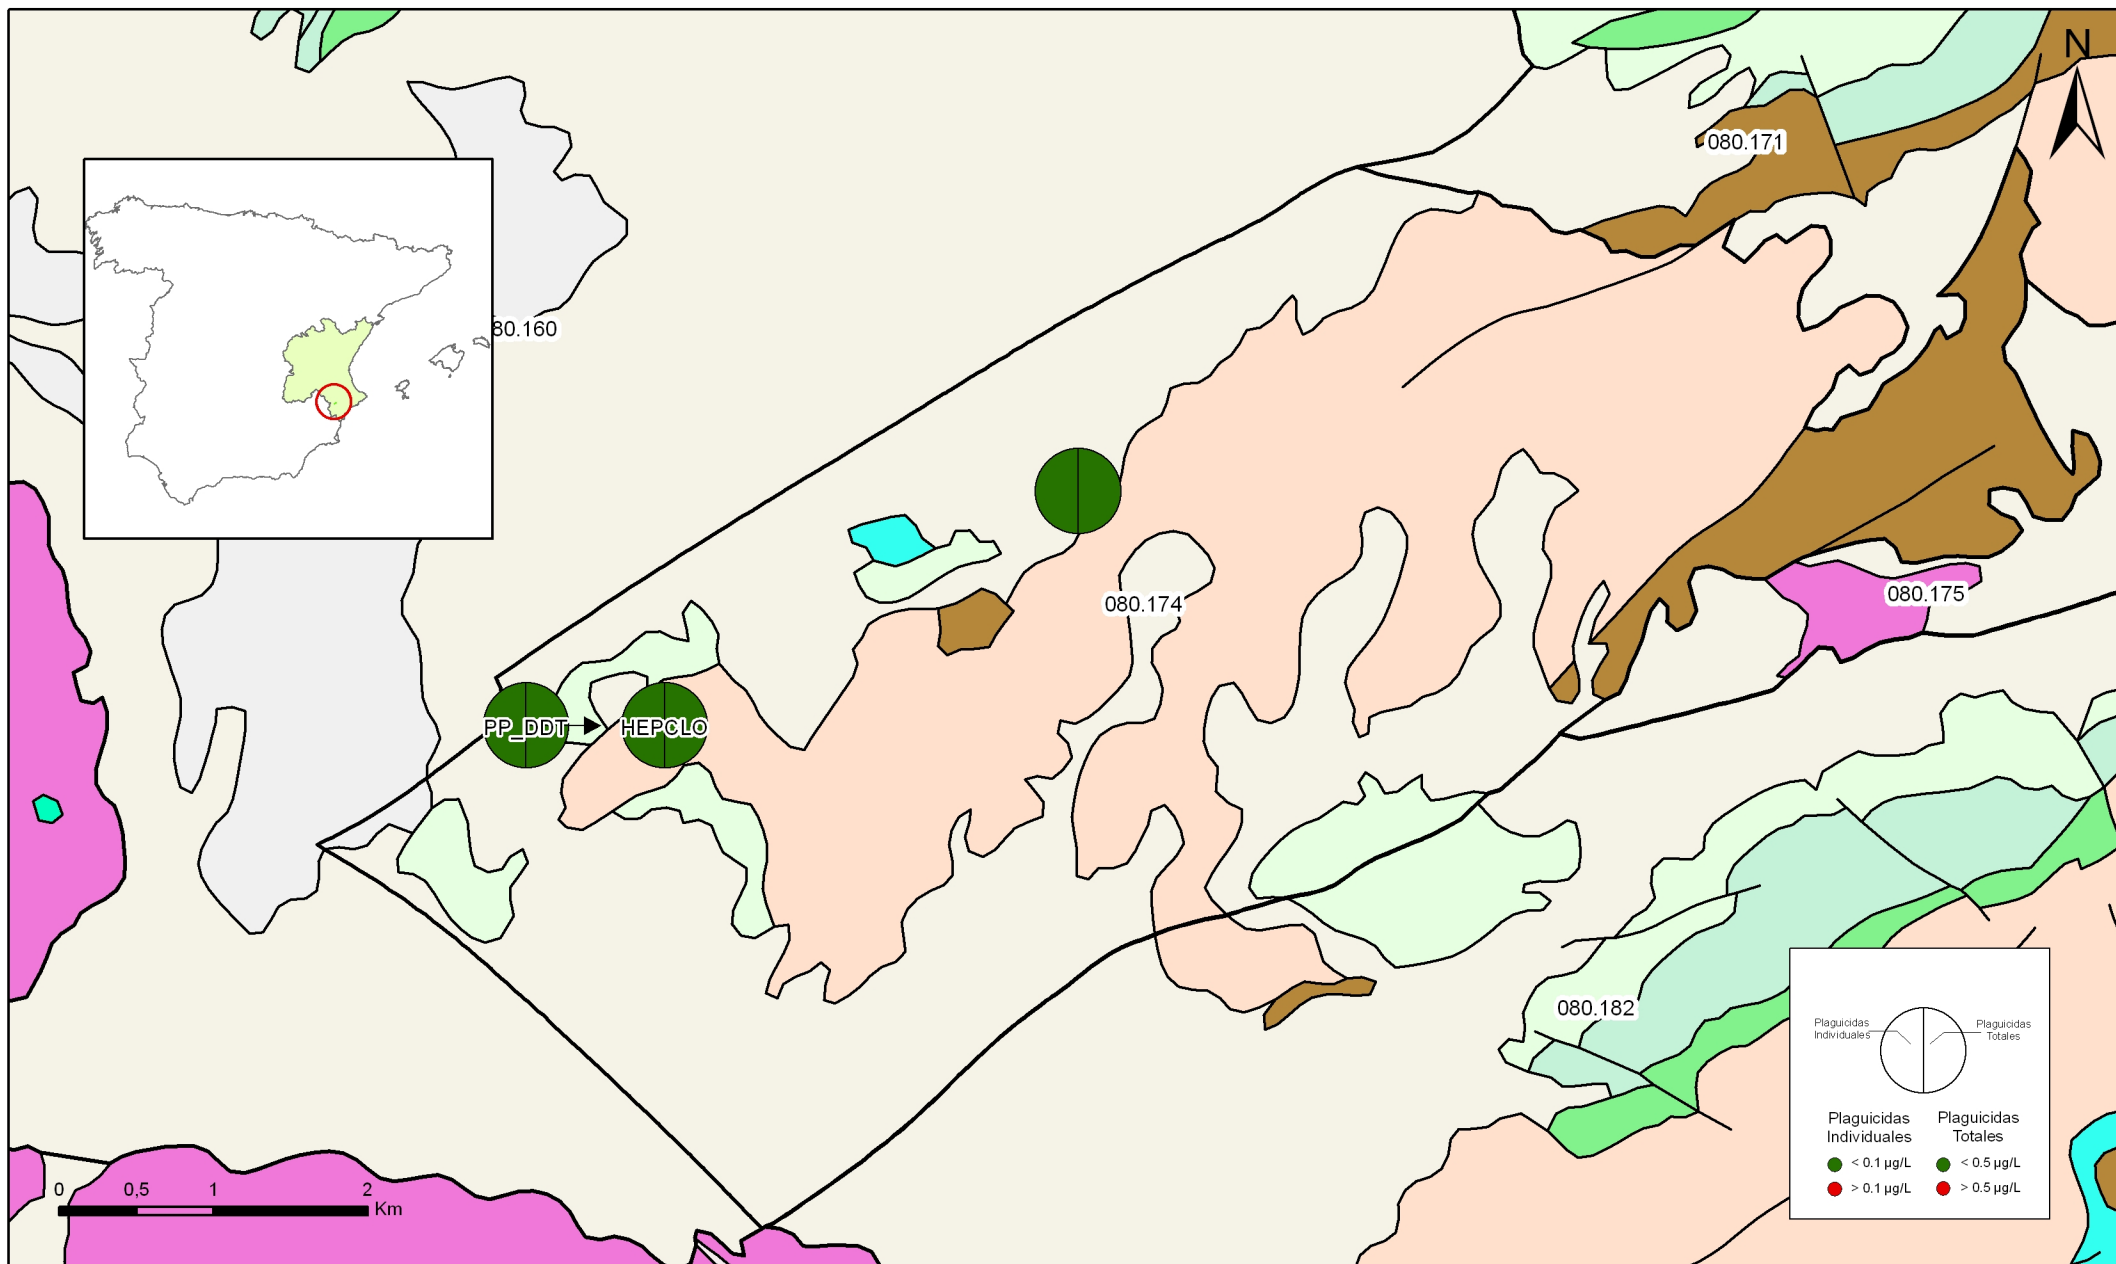 N
080.171
80.160
080.174
080.175
PP_DDT
HEPCLO
080.182
Plaguicidas
Individuales
Plaguicidas
Totales
Plaguicidas
Individuales
Plaguicidas
Totales
< 0.1 µg/L
< 0.5 µg/L
> 0.1 µg/L
> 0.5 µg/L
0 0,5 1 2
Km